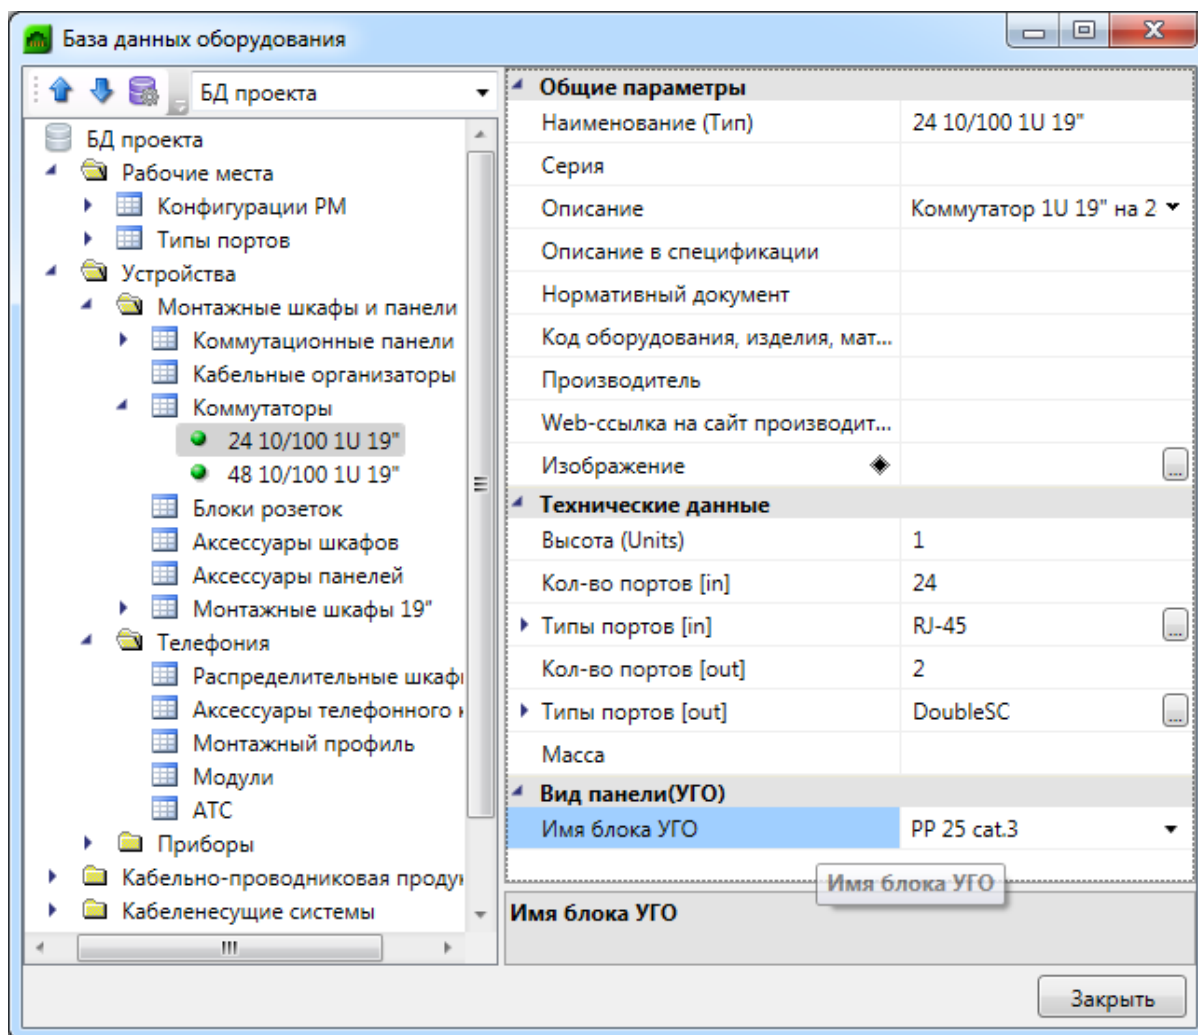 База данных оборудования
БД проекта
БД проекта
Рабочие места
Конфигурации РМ
Типы портов
Устройства
Монтажные шкафы и панели
Коммутационные панели
Кабельные организаторы
Коммутаторы
24 10/100 1U 19"
48 10/100 1U 19"
Блоки розеток
Аксессуары шкафов
Аксессуары панелей
Монтажные шкафы 19"
Телефония
Распределительные шкафы
Аксессуары телефонного к
Монтажный профиль
Модули
АТС
Приборы
Кабельно-проводниковая продук
Кабеленесущие системы
Общие параметры
Наименование (Тип) 24 10/100 1U 19"
Серия
Описание Коммутатор 1U 19" на 2
Описание в спецификации
Нормативный документ
Код оборудования, изделия, мат...
Производитель
Web-ссылка на сайт производит...
Изображение ...
Технические данные
Высота (Units) 1
Кол-во портов [in] 24
Типы портов [in] RJ-45 ...
Кол-во портов [out] 2
Типы портов [out] DoubleSC ...
Масса
Вид панели(УГО)
Имя блока УГО PP 25 cat.3
Имя блока УГО
Имя блока УГО
Закрыть